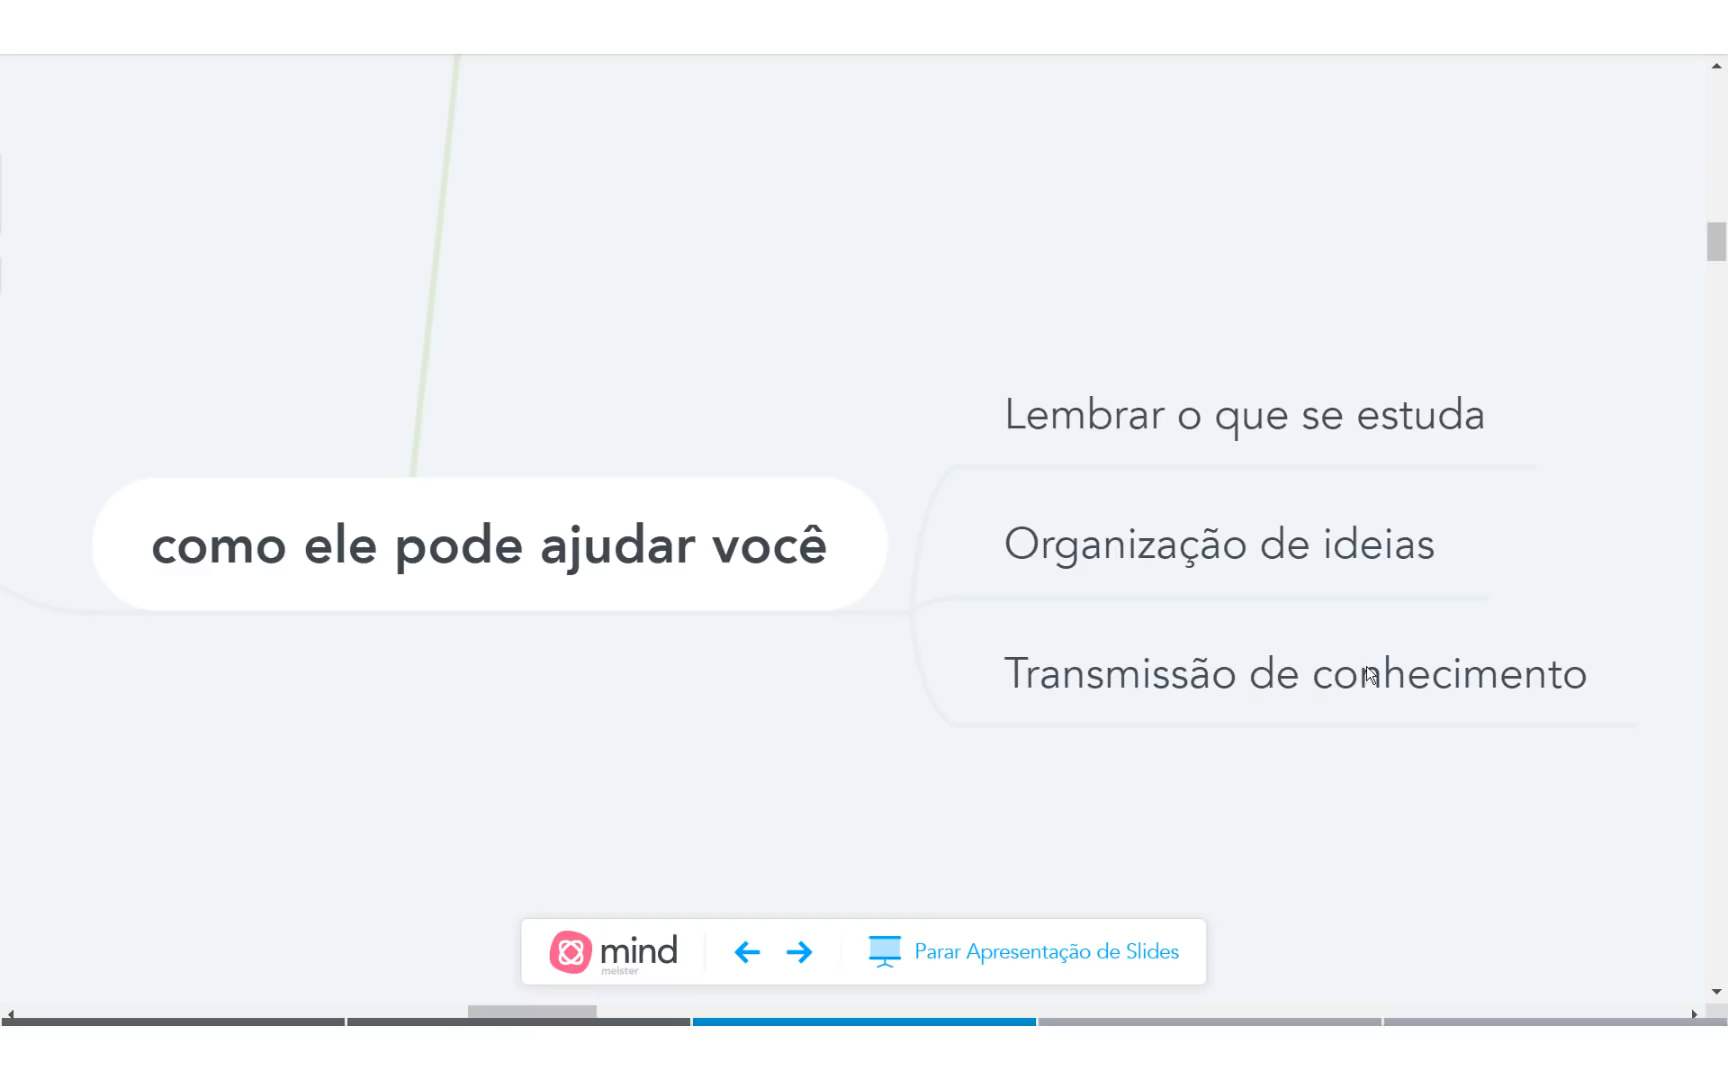 Lembrar o que se estuda
como ele pode ajudar você
Organização de ideias
Transmissão de conhecimento
mind
meister
Parar Apresentação de Slides